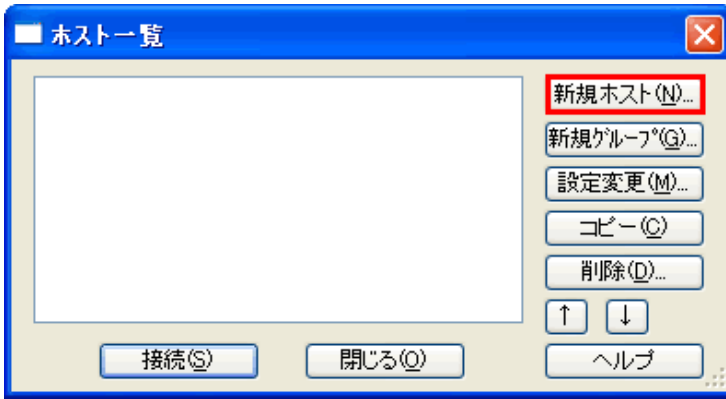 ホスト一覧
新規ホスト(N)...
新規グループ(G)...
設定変更(M)...
コピー(C)
削除(D)...
↑ ↓
接続(S) 閉じる(O) ヘルプ